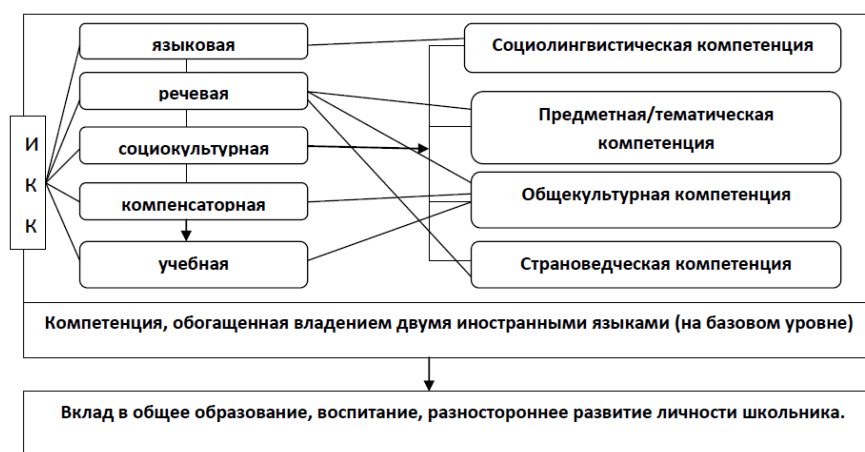 И
К
К
языковая
речевая
социокультурная
компенсаторная
учебная
Социолингвистическая компетенция
Предметная/тематическая
компетенция
Общекультурная компетенция
Страноведческая компетенция
Компетенция, обогащенная владением двумя иностранными языками (на базовом уровне)
Вклад в общее образование, воспитание, разностороннее развитие личности школьника.